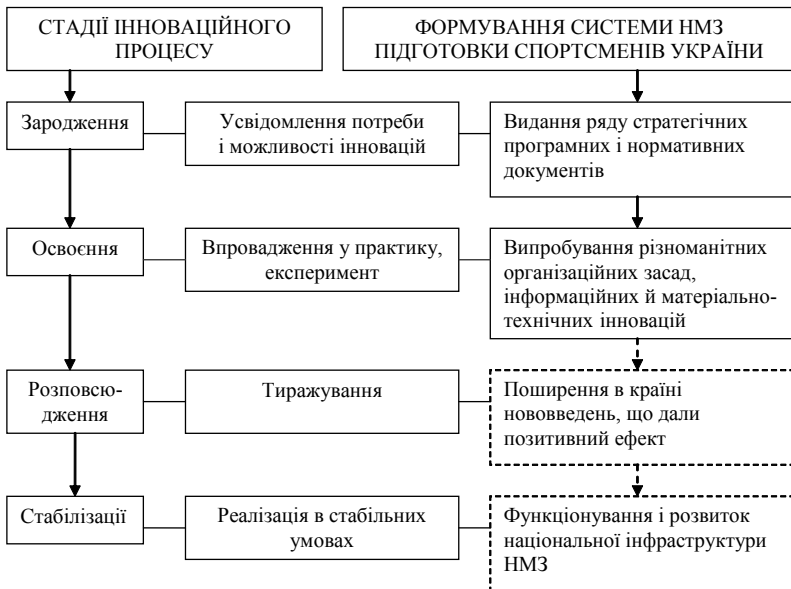 СТАДІЇ ІННОВАЦІЙНОГО
ПРОЦЕСУ
ФОРМУВАННЯ СИСТЕМИ НМЗ
ПІДГОТОВКИ СПОРТСМЕНІВ УКРАЇНИ
Зародження
Усвідомлення потреби
і можливості інновацій
Видання ряду стратегічних
програмних і нормативних
документів
Освоєння
Впровадження у практику,
експеримент
Випробування різноманітних
організаційних засад,
інформаційних й матеріально-
технічних інновацій
Розповсю-
дження
Тиражування
Поширення в країні
нововведень, що дали
позитивний ефект
Стабілізації
Реалізація в стабільних
умовах
Функціонування і розвиток
національної інфраструктури
НМЗ